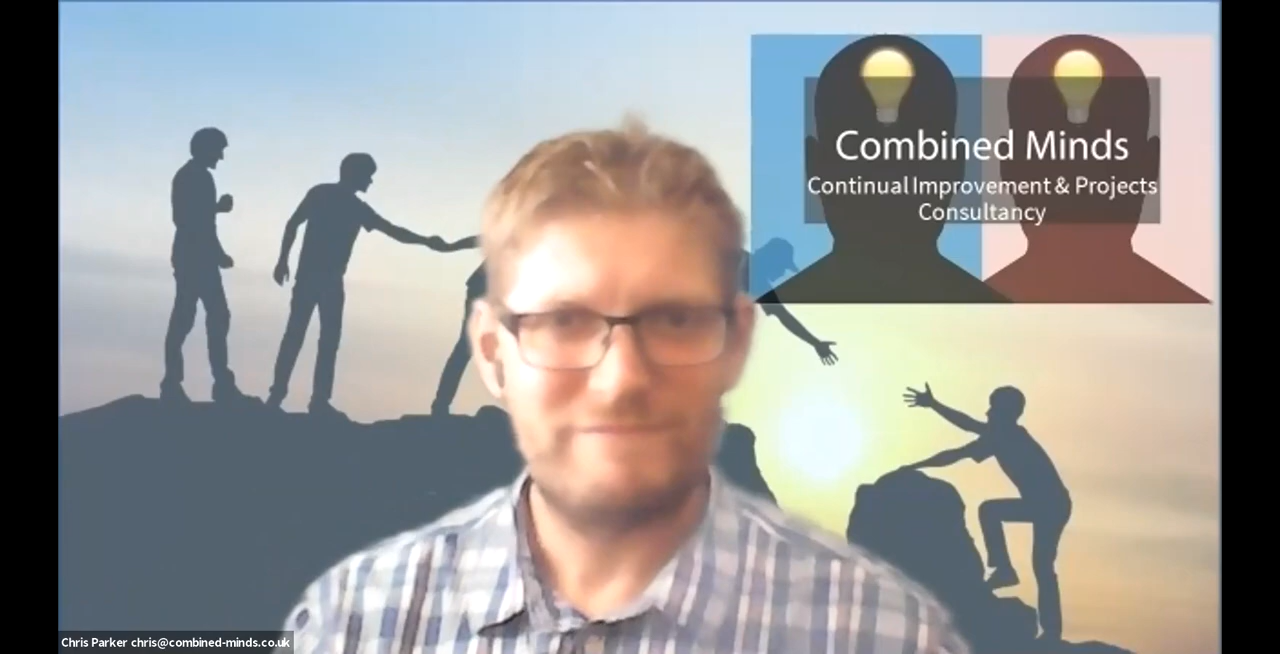 Combined Minds
Continual Improvement & Projects
Consultancy
Chris Parker chris@combined-minds.co.uk